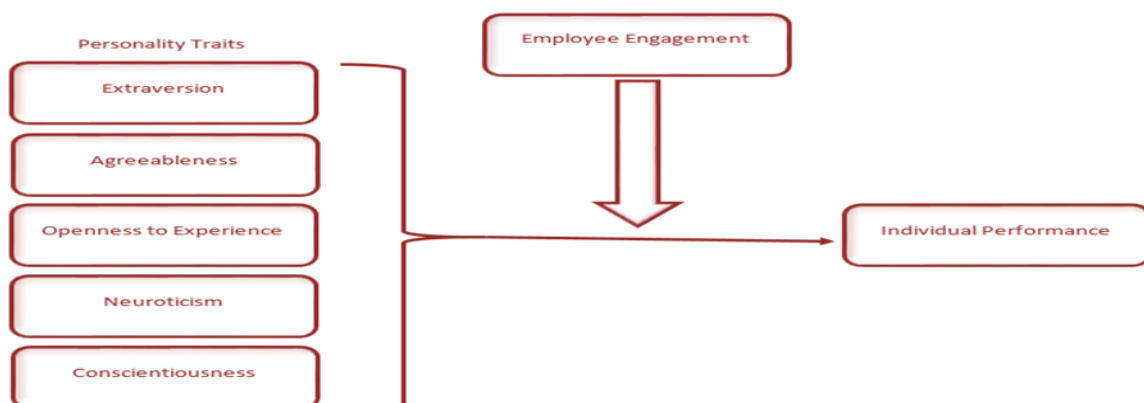 Personality Traits
Employee Engagement
Extraversion
Agreeableness
Openness to Experience
Individual Performance
Neuroticism
Conscientiousness